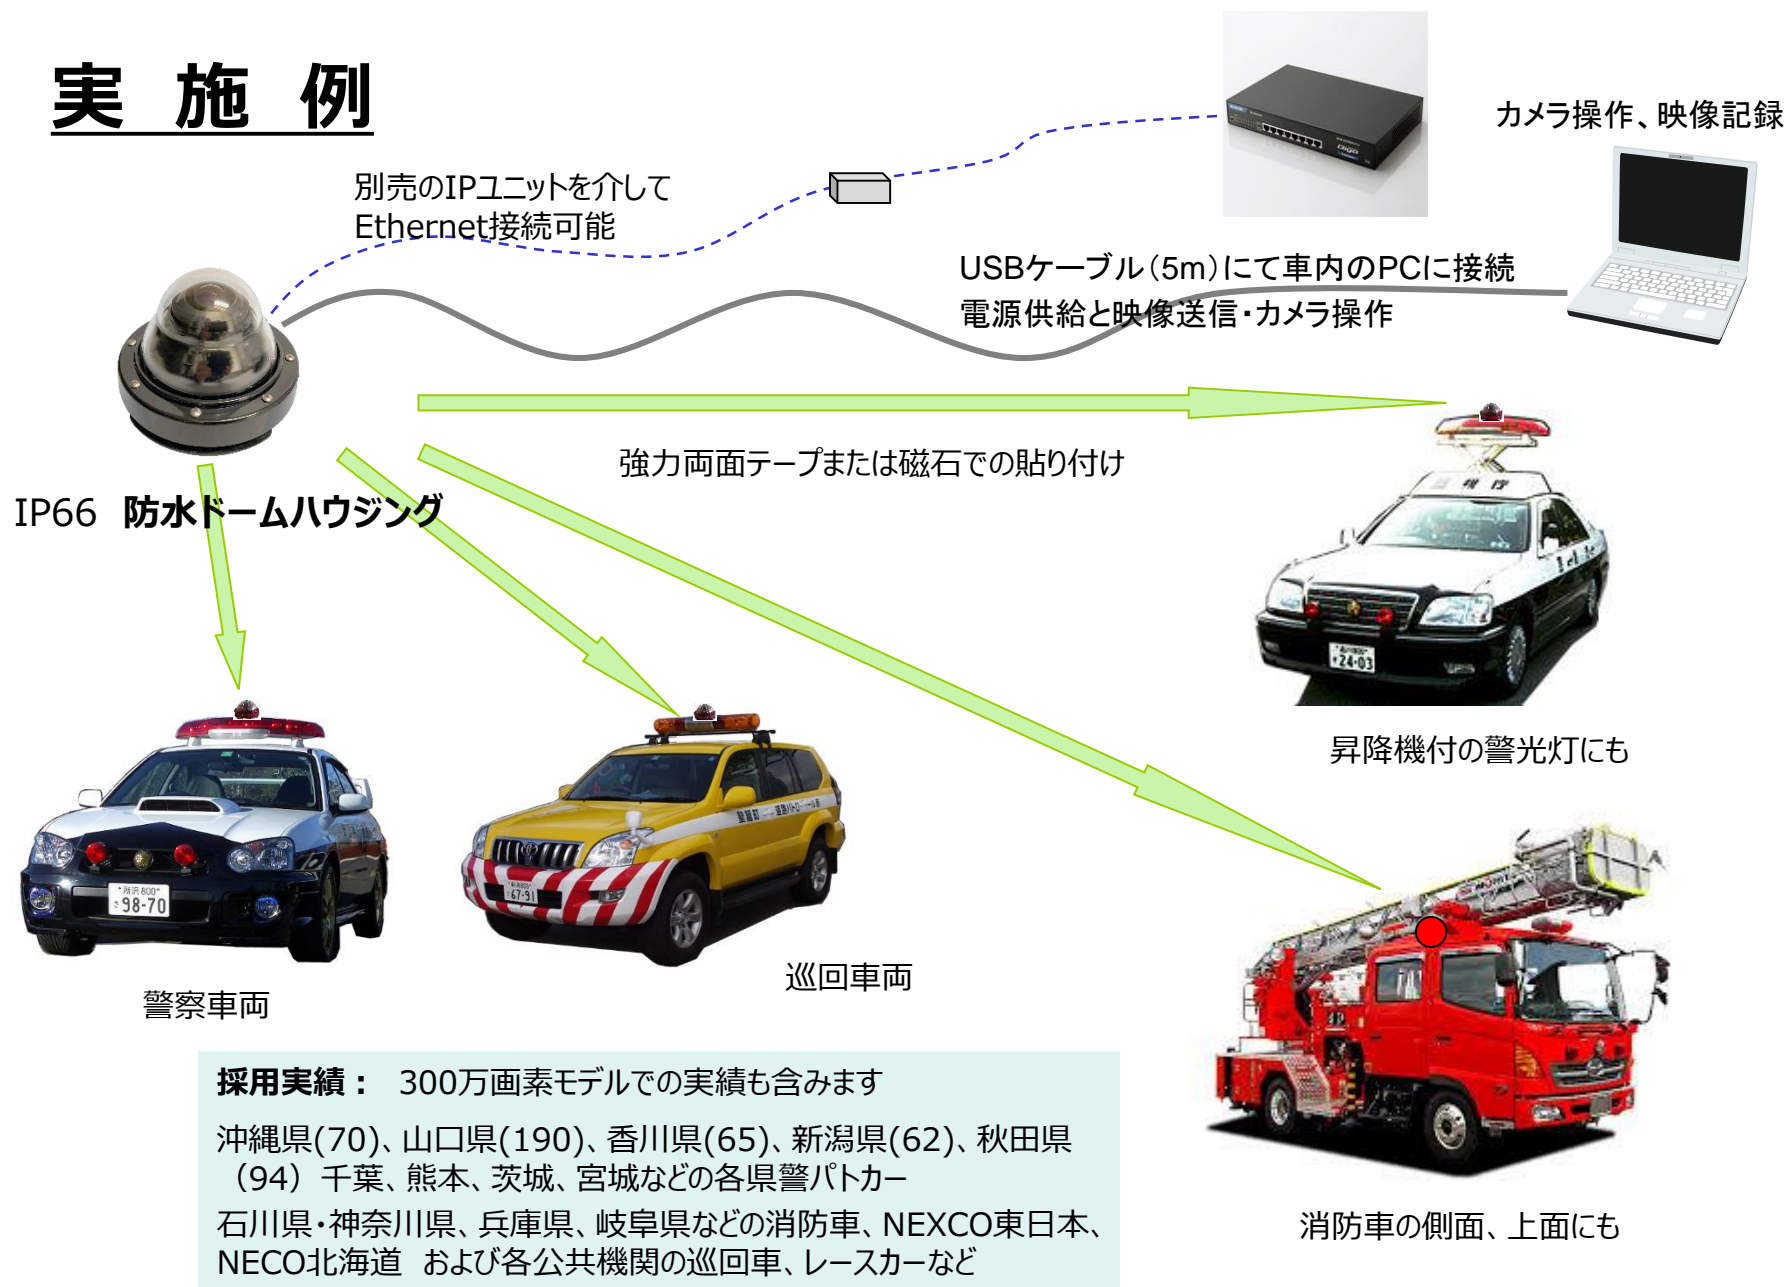 実 施 例
カメラ操作、映像記録
別売のIPユニットを介して
Ethernet接続可能
USBケーブル（5m）にて車内のPCに接続
電源供給と映像送信・カメラ操作
強力両面テープまたは磁石での貼り付け
IP66 防水ドームハウジング
24-03
昇降機付の警光灯にも
所沢 800
98-70
67-91
巡回車両
警察車両
採用実績： 300万画素モデルでの実績も含みます
沖縄県(70)、山口県(190)、香川県(65)、新潟県(62)、秋田県
（94）千葉、熊本、茨城、宮城などの各県警パトカー
石川県・神奈川県、兵庫県、岐阜県などの消防車、NEXCO東日本、
NECO北海道 および各公共機関の巡回車、レースカーなど
消防車の側面、上面にも